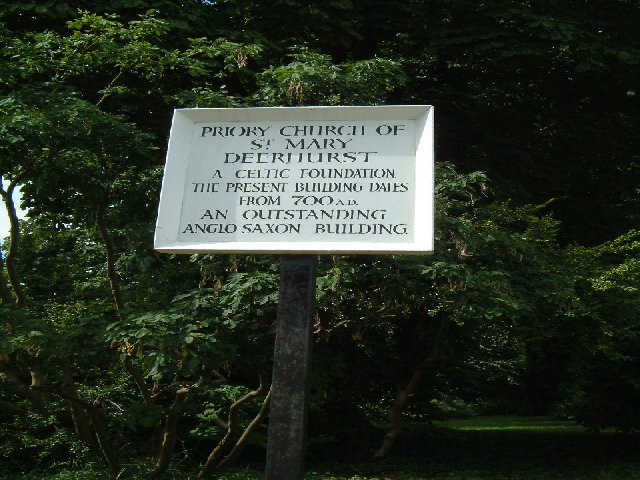 PRIORY CHURCH OF
ST MARY
DEERHURST
A CELTIC FOUNDATION
THE PRESENT BUILDING DATES
FROM 700 A.D.
AN OUTSTANDING
ANGLO SAXON BUILDING